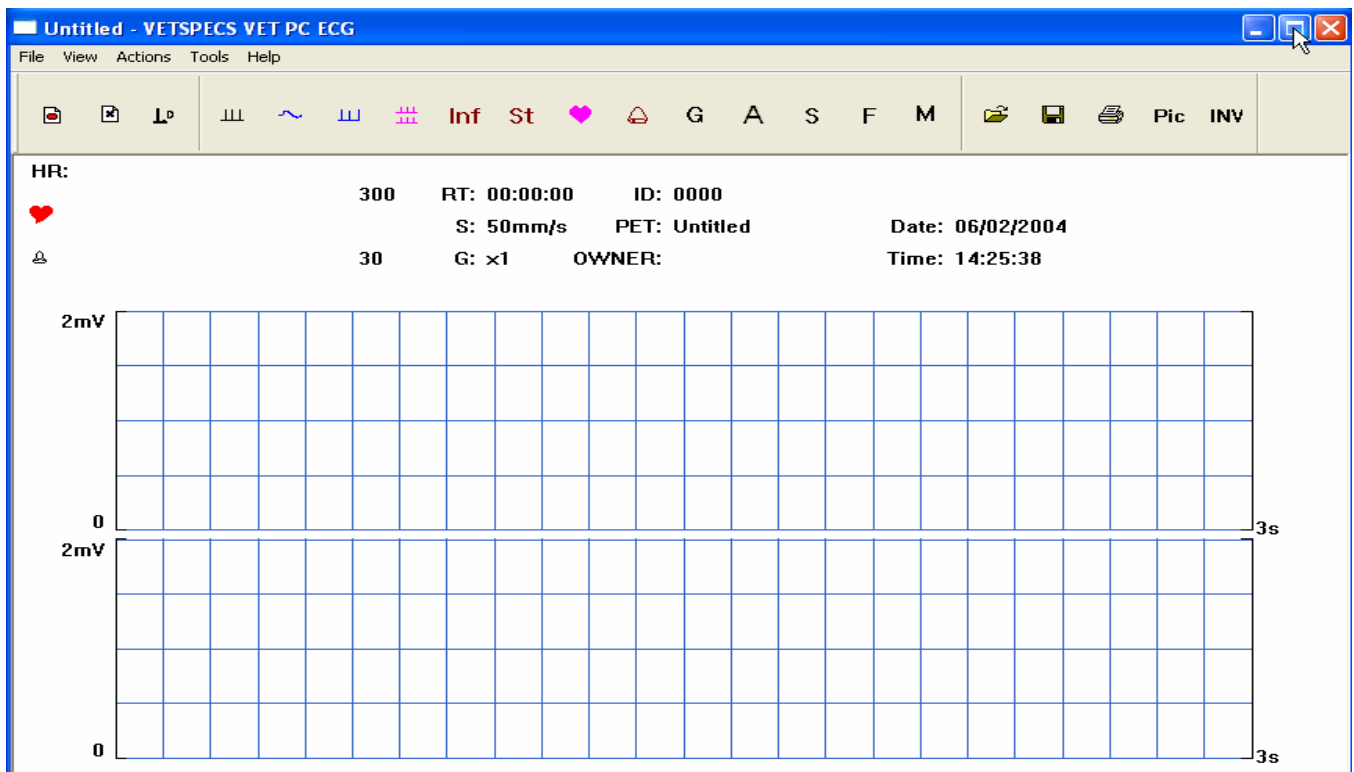 Untitled - VETSPECS VET PC ECG
File View Actions Tools Help
Inf St G A S F M Pic INV
HR:
300 RT: 00:00:00 ID: 0000
S: 50mm/s PET: Untitled Date: 06/02/2004
30 G: x1 OWNER: Time: 14:25:38
2mV
0 3s
2mV
0 3s